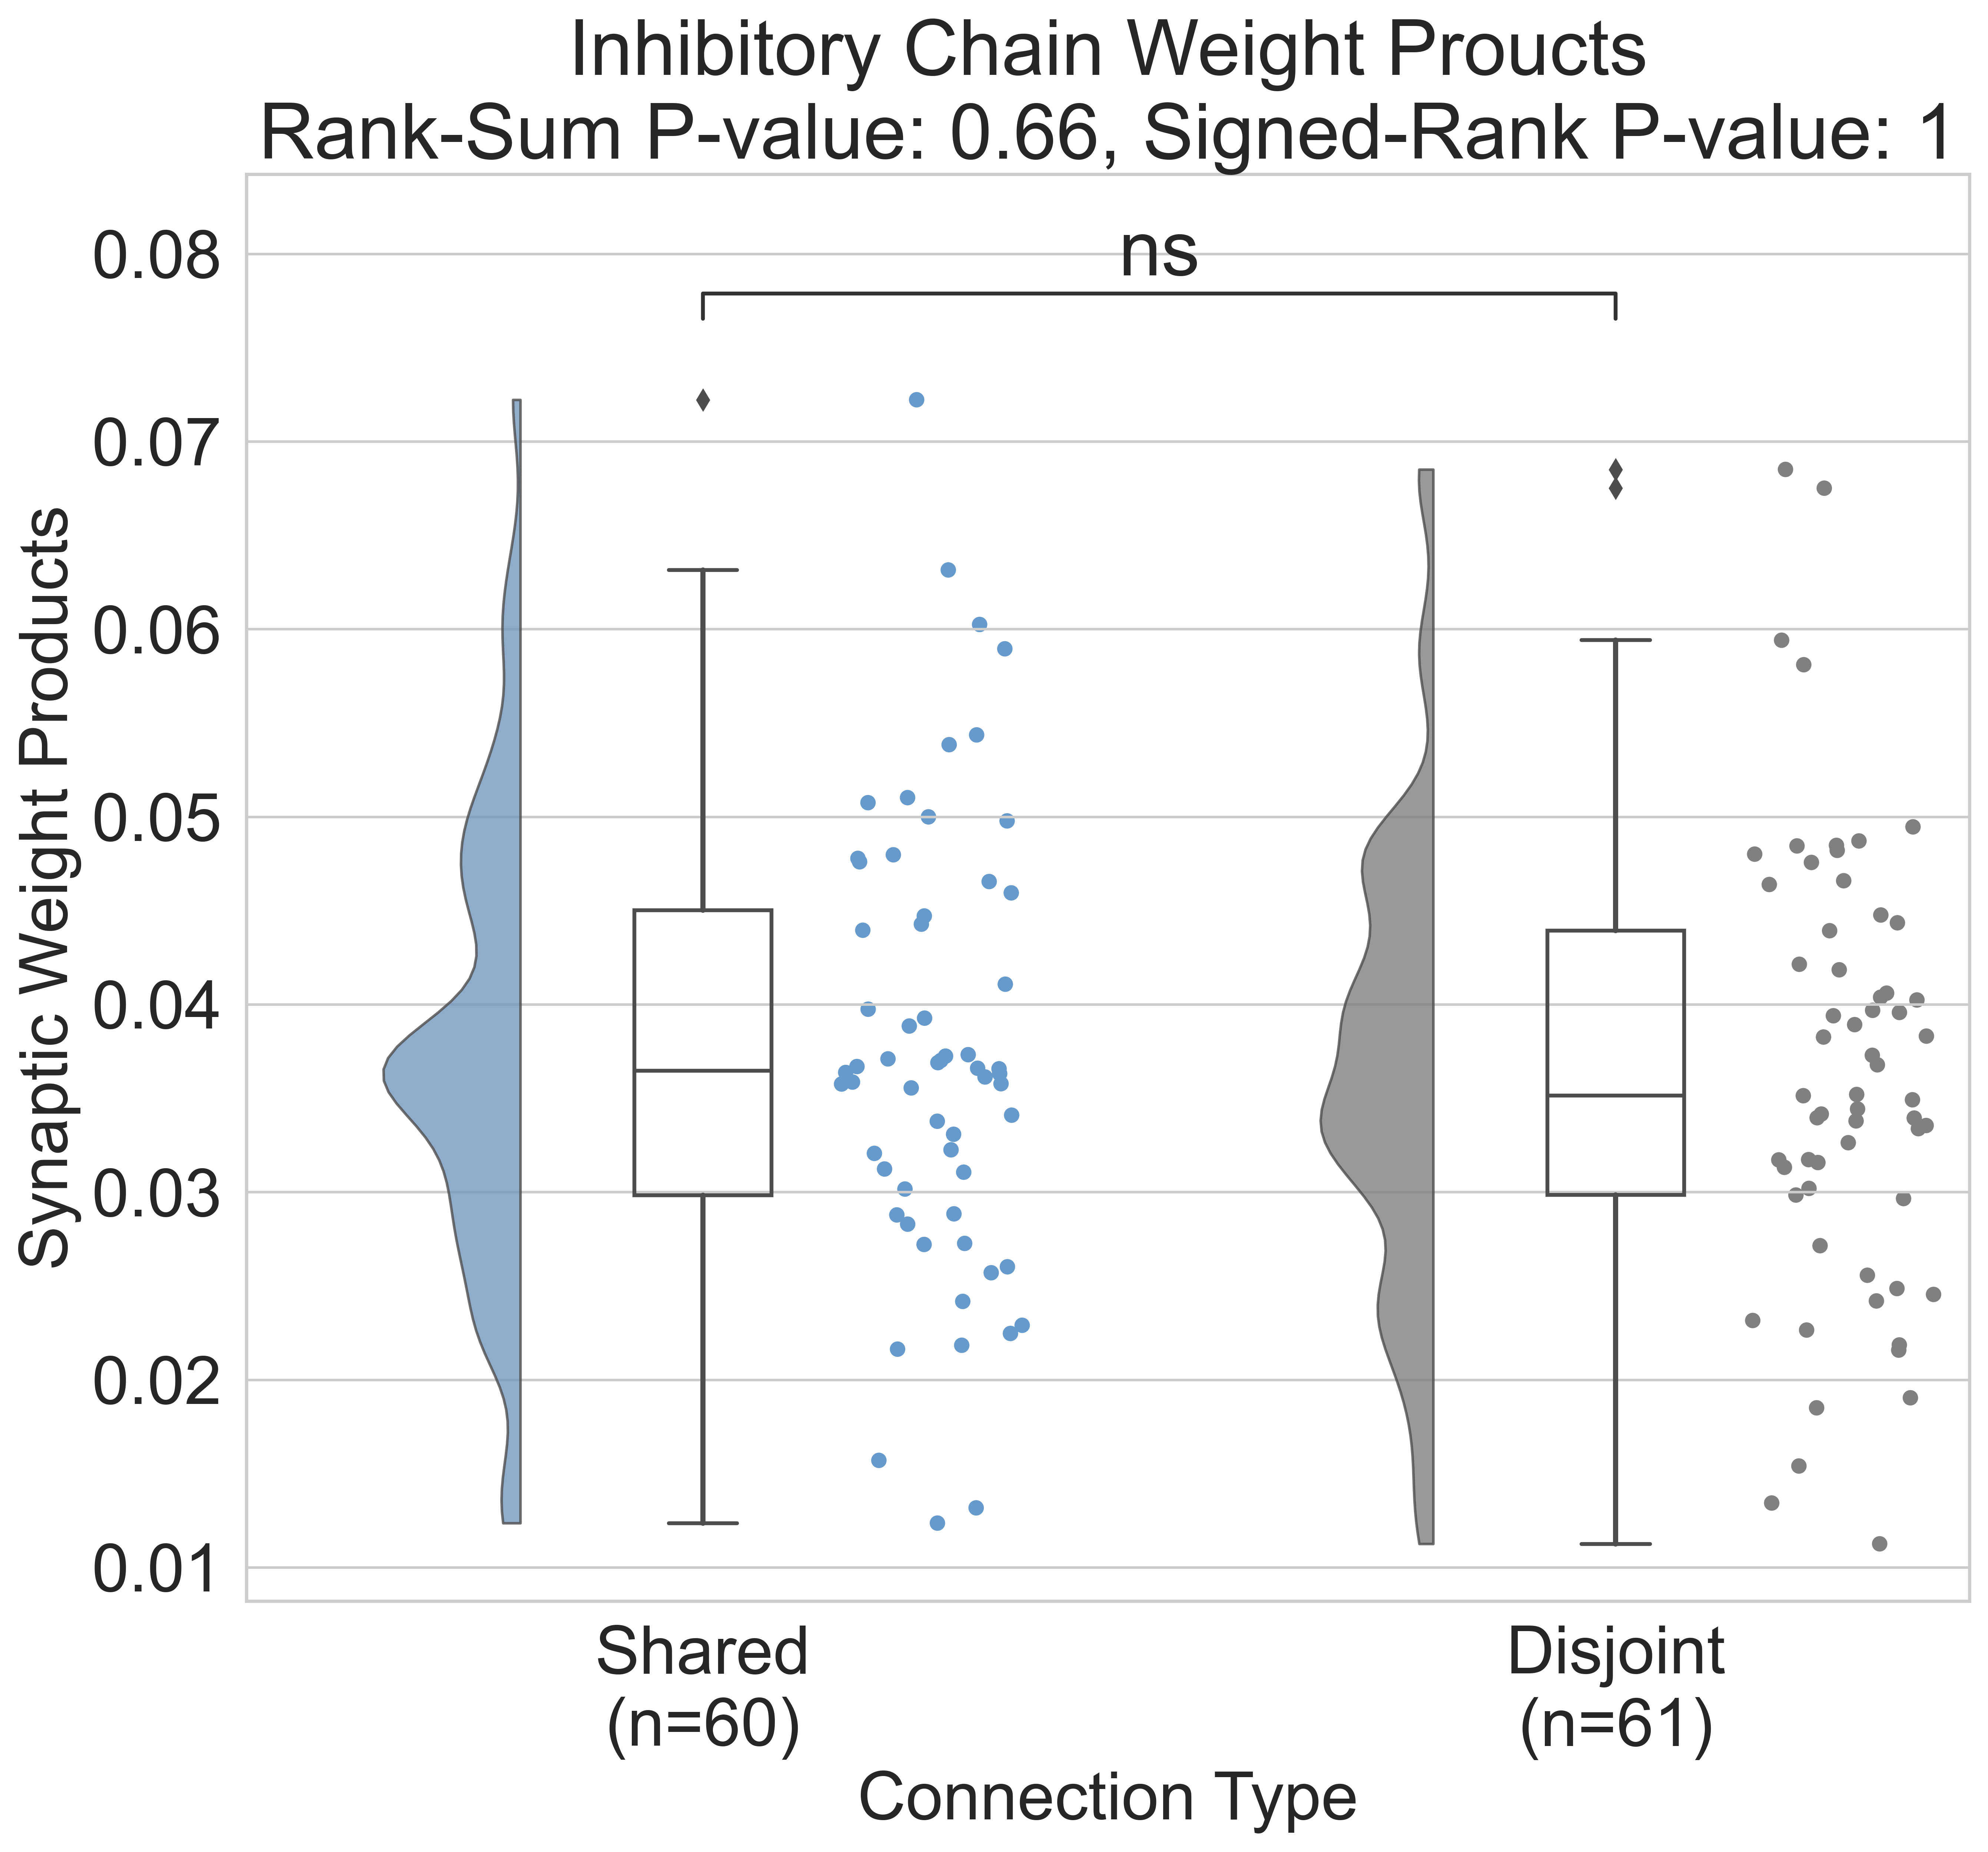 Inhibitory Chain Weight Proucts
Rank-Sum P-value: 0.66, Signed-Rank P-value: 1
ns
0.08
0.07
0.06
0.05
0.04
0.03
0.02
0.01
Synaptic Weight Products
Shared
(n=60)
Disjoint
(n=61)
Connection Type